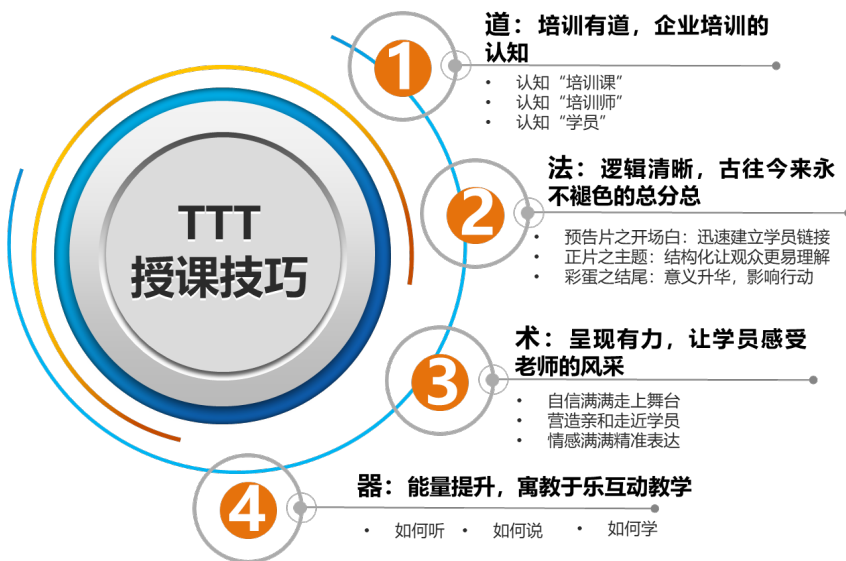 TTT
授课技巧
1
道：培训有道，企业培训的
认知
• 认知“培训课”
• 认知“培训师”
• 认知“学员”
2
法：逻辑清晰，古往今来永
不褪色的总分总
• 预告片之开场白：迅速建立学员链接
• 正片之主题：结构化让观众更易理解
• 彩蛋之结尾：意义升华，影响行动
3
术：呈现有力，让学员感受
老师的风采
• 自信满满走上舞台
• 营造亲和走近学员
• 情感满满精准表达
4
器：能量提升，寓教于乐互动教学
• 如何听 • 如何说 • 如何学